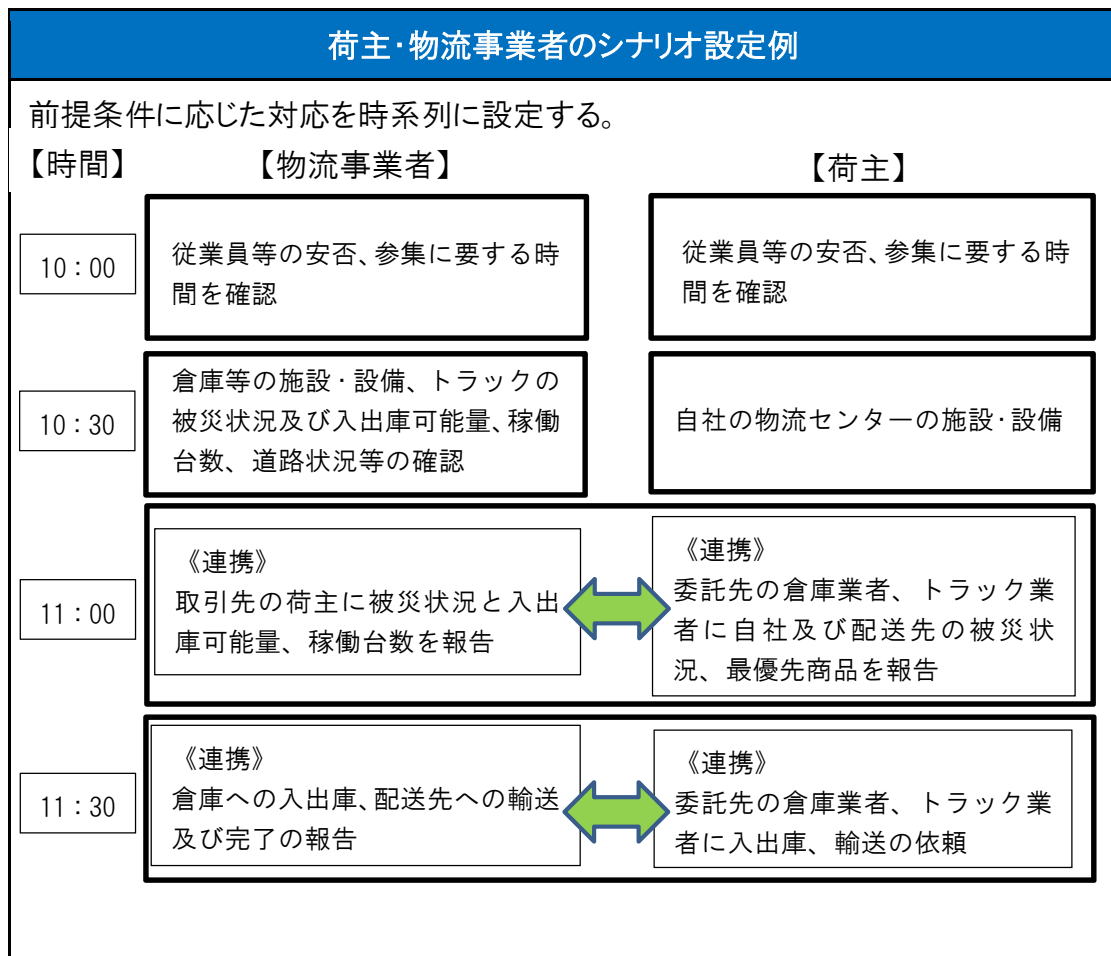 荷主・物流事業者のシナリオ設定例
前提条件に応じた対応を時系列に設定する。
【時間】 【物流事業者】 【荷主】
10：00
従業員等の安否、参集に要する時
間を確認
従業員等の安否、参集に要する時
間を確認
10：30
倉庫等の施設・設備、トラックの
被災状況及び入出庫可能量、稼働
台数、道路状況等の確認
自社の物流センターの施設・設備
11：00
《連携》
取引先の荷主に被災状況と入出
庫可能量、稼働台数を報告
《連携》
委託先の倉庫業者、トラック業
者に自社及び配送先の被災状
況、最優先商品を報告
11：30
《連携》
倉庫への入出庫、配送先への輸送
及び完了の報告
《連携》
委託先の倉庫業者、トラック業
者に入出庫、輸送の依頼